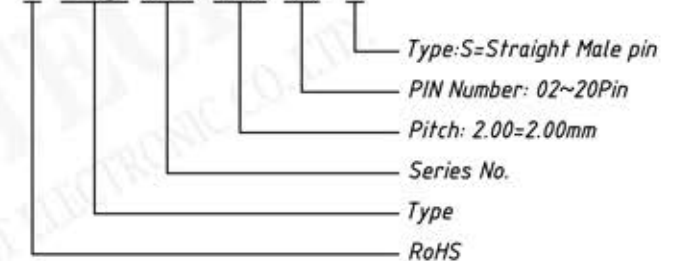 Type:S=Straight Male pin
PIN Number: 02~20Pin
Pitch: 2.00=2.00mm
Series No.
Type
RoHS